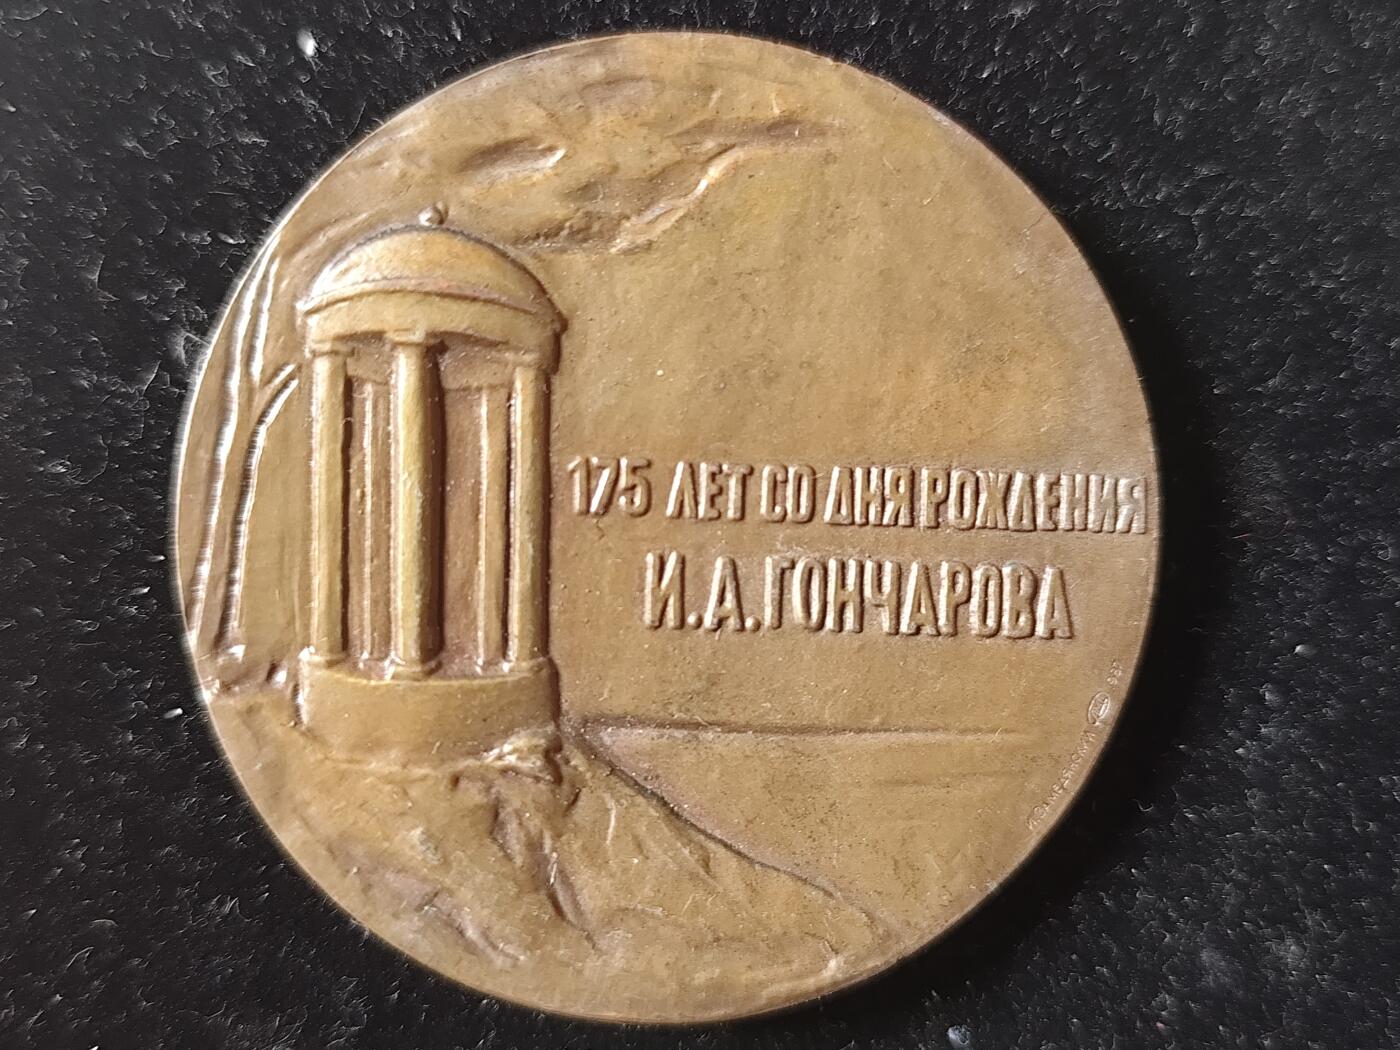 175 ЛЕТ СО ДНЯ РОЖДЕНИЯ
И.А.ГОНЧАРОВА